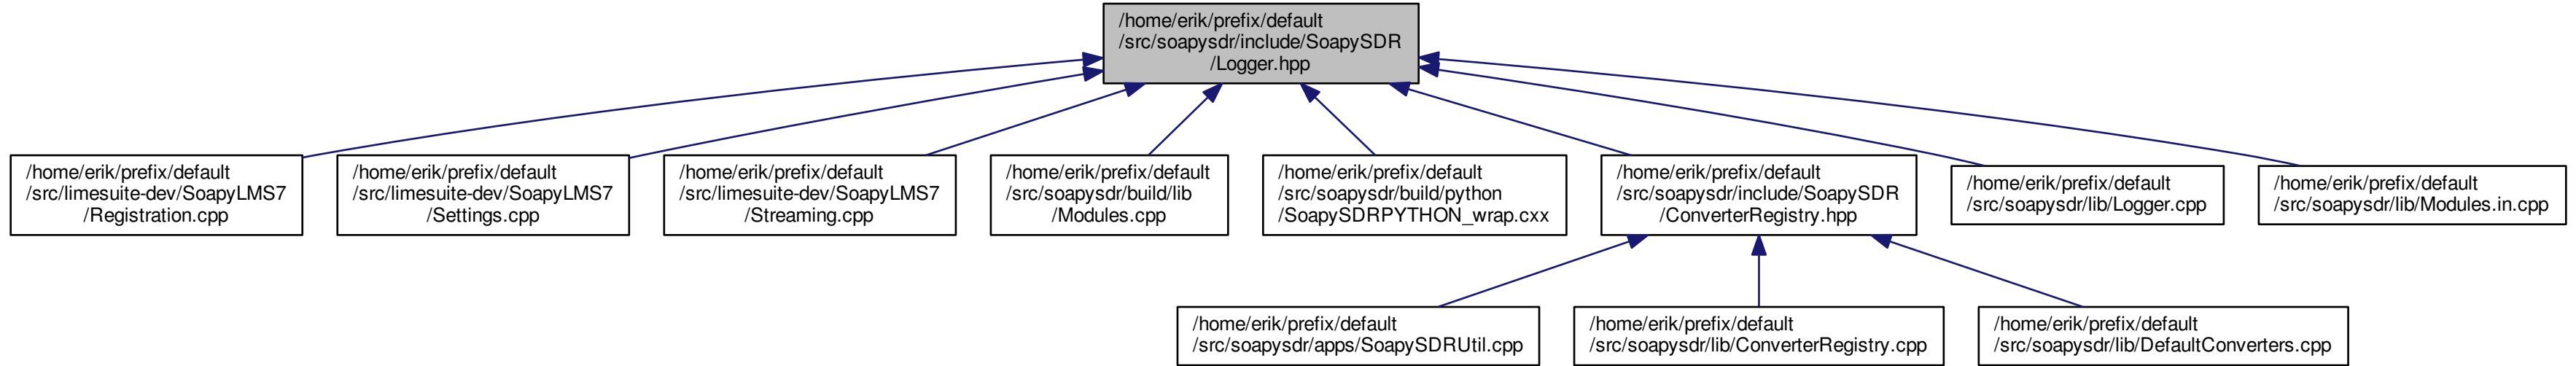 /home/erik/prefix/default
/src/soapysdr/include/SoapySDR
/Logger.hpp
/home/erik/prefix/default
/src/limesuite-dev/SoapyLMS7
/Registration.cpp
/home/erik/prefix/default
/src/limesuite-dev/SoapyLMS7
/Settings.cpp
/home/erik/prefix/default
/src/limesuite-dev/SoapyLMS7
/Streaming.cpp
/home/erik/prefix/default
/src/soapysdr/build/lib
/Modules.cpp
/home/erik/prefix/default
/src/soapysdr/build/python
/SoapySDRPYTHON_wrap.cxx
/home/erik/prefix/default
/src/soapysdr/include/SoapySDR
/ConverterRegistry.hpp
/home/erik/prefix/default
/src/soapysdr/lib/Logger.cpp
/home/erik/prefix/default
/src/soapysdr/lib/Modules.in.cpp
/home/erik/prefix/default
/src/soapysdr/apps/SoapySDRUtil.cpp
/home/erik/prefix/default
/src/soapysdr/lib/ConverterRegistry.cpp
/home/erik/prefix/default
/src/soapysdr/lib/DefaultConverters.cpp